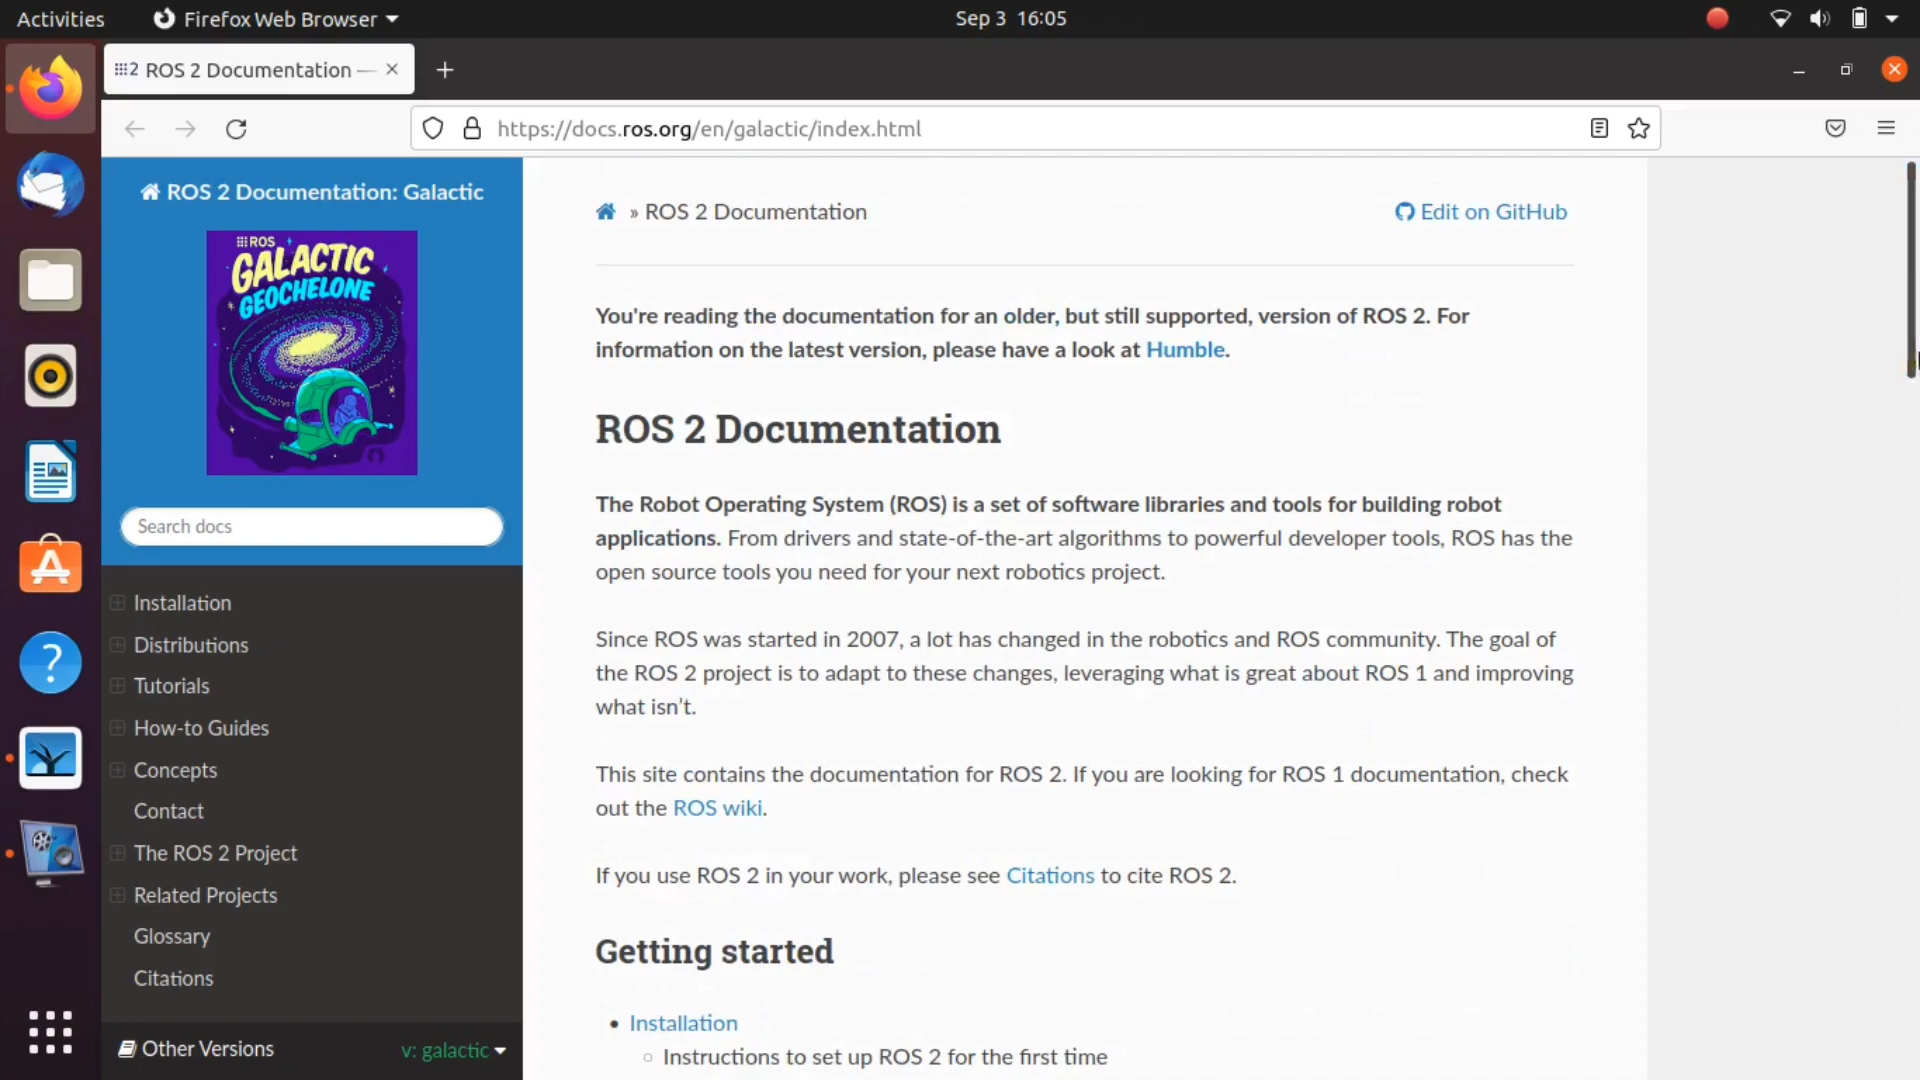 Activities
Firefox Web Browser
Sep 3 16:05
2 ROS 2 Documentation —
https://docs.ros.org/en/galactic/index.html
ROS 2 Documentation: Galactic
ROS
GALACTIC
GEOCHELONE
Search docs
Installation
Distributions
Tutorials
How-to Guides
Concepts
Contact
The ROS 2 Project
Related Projects
Glossary
Citations
Other Versions
v: galactic
» ROS 2 Documentation
Edit on GitHub
You're reading the documentation for an older, but still supported, version of ROS 2. For
information on the latest version, please have a look at Humble.
ROS 2 Documentation
The Robot Operating System (ROS) is a set of software libraries and tools for building robot
applications. From drivers and state-of-the-art algorithms to powerful developer tools, ROS has the
open source tools you need for your next robotics project.
Since ROS was started in 2007, a lot has changed in the robotics and ROS community. The goal of
the ROS 2 project is to adapt to these changes, leveraging what is great about ROS 1 and improving
what isn't.
This site contains the documentation for ROS 2. If you are looking for ROS 1 documentation, check
out the ROS wiki.
If you use ROS 2 in your work, please see Citations to cite ROS 2.
Getting started
• Installation
◦ Instructions to set up ROS 2 for the first time